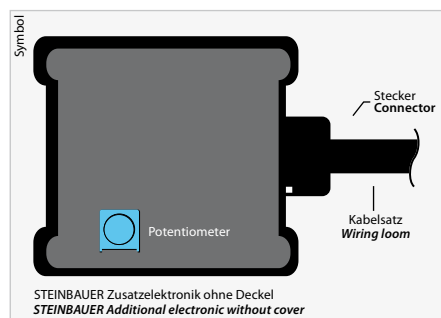 Symbol
Stecker
Connector
Potentiometer
Kabelsatz
Wiring loom
STEINBAUER Zusatzelektronik ohne Deckel
STEINBAUER Additional electronic without cover